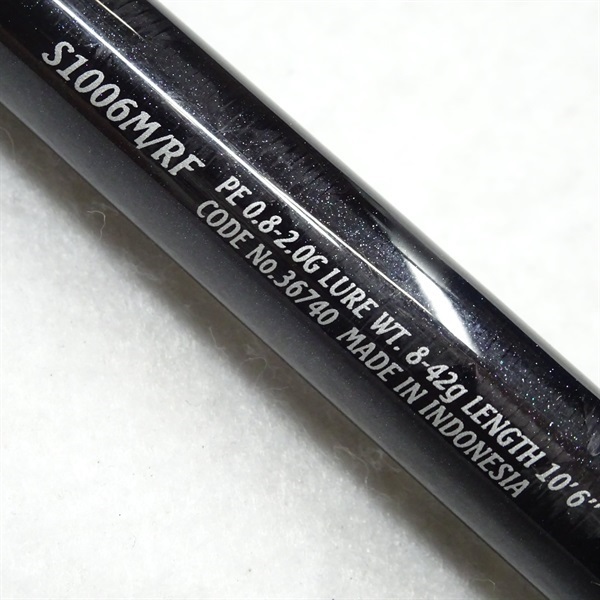 S1006M/RF
PE 0.8-2.0G LURE WT. 8-42g LENGTH 10'6''
CODE No.36740 MADE IN INDONESIA